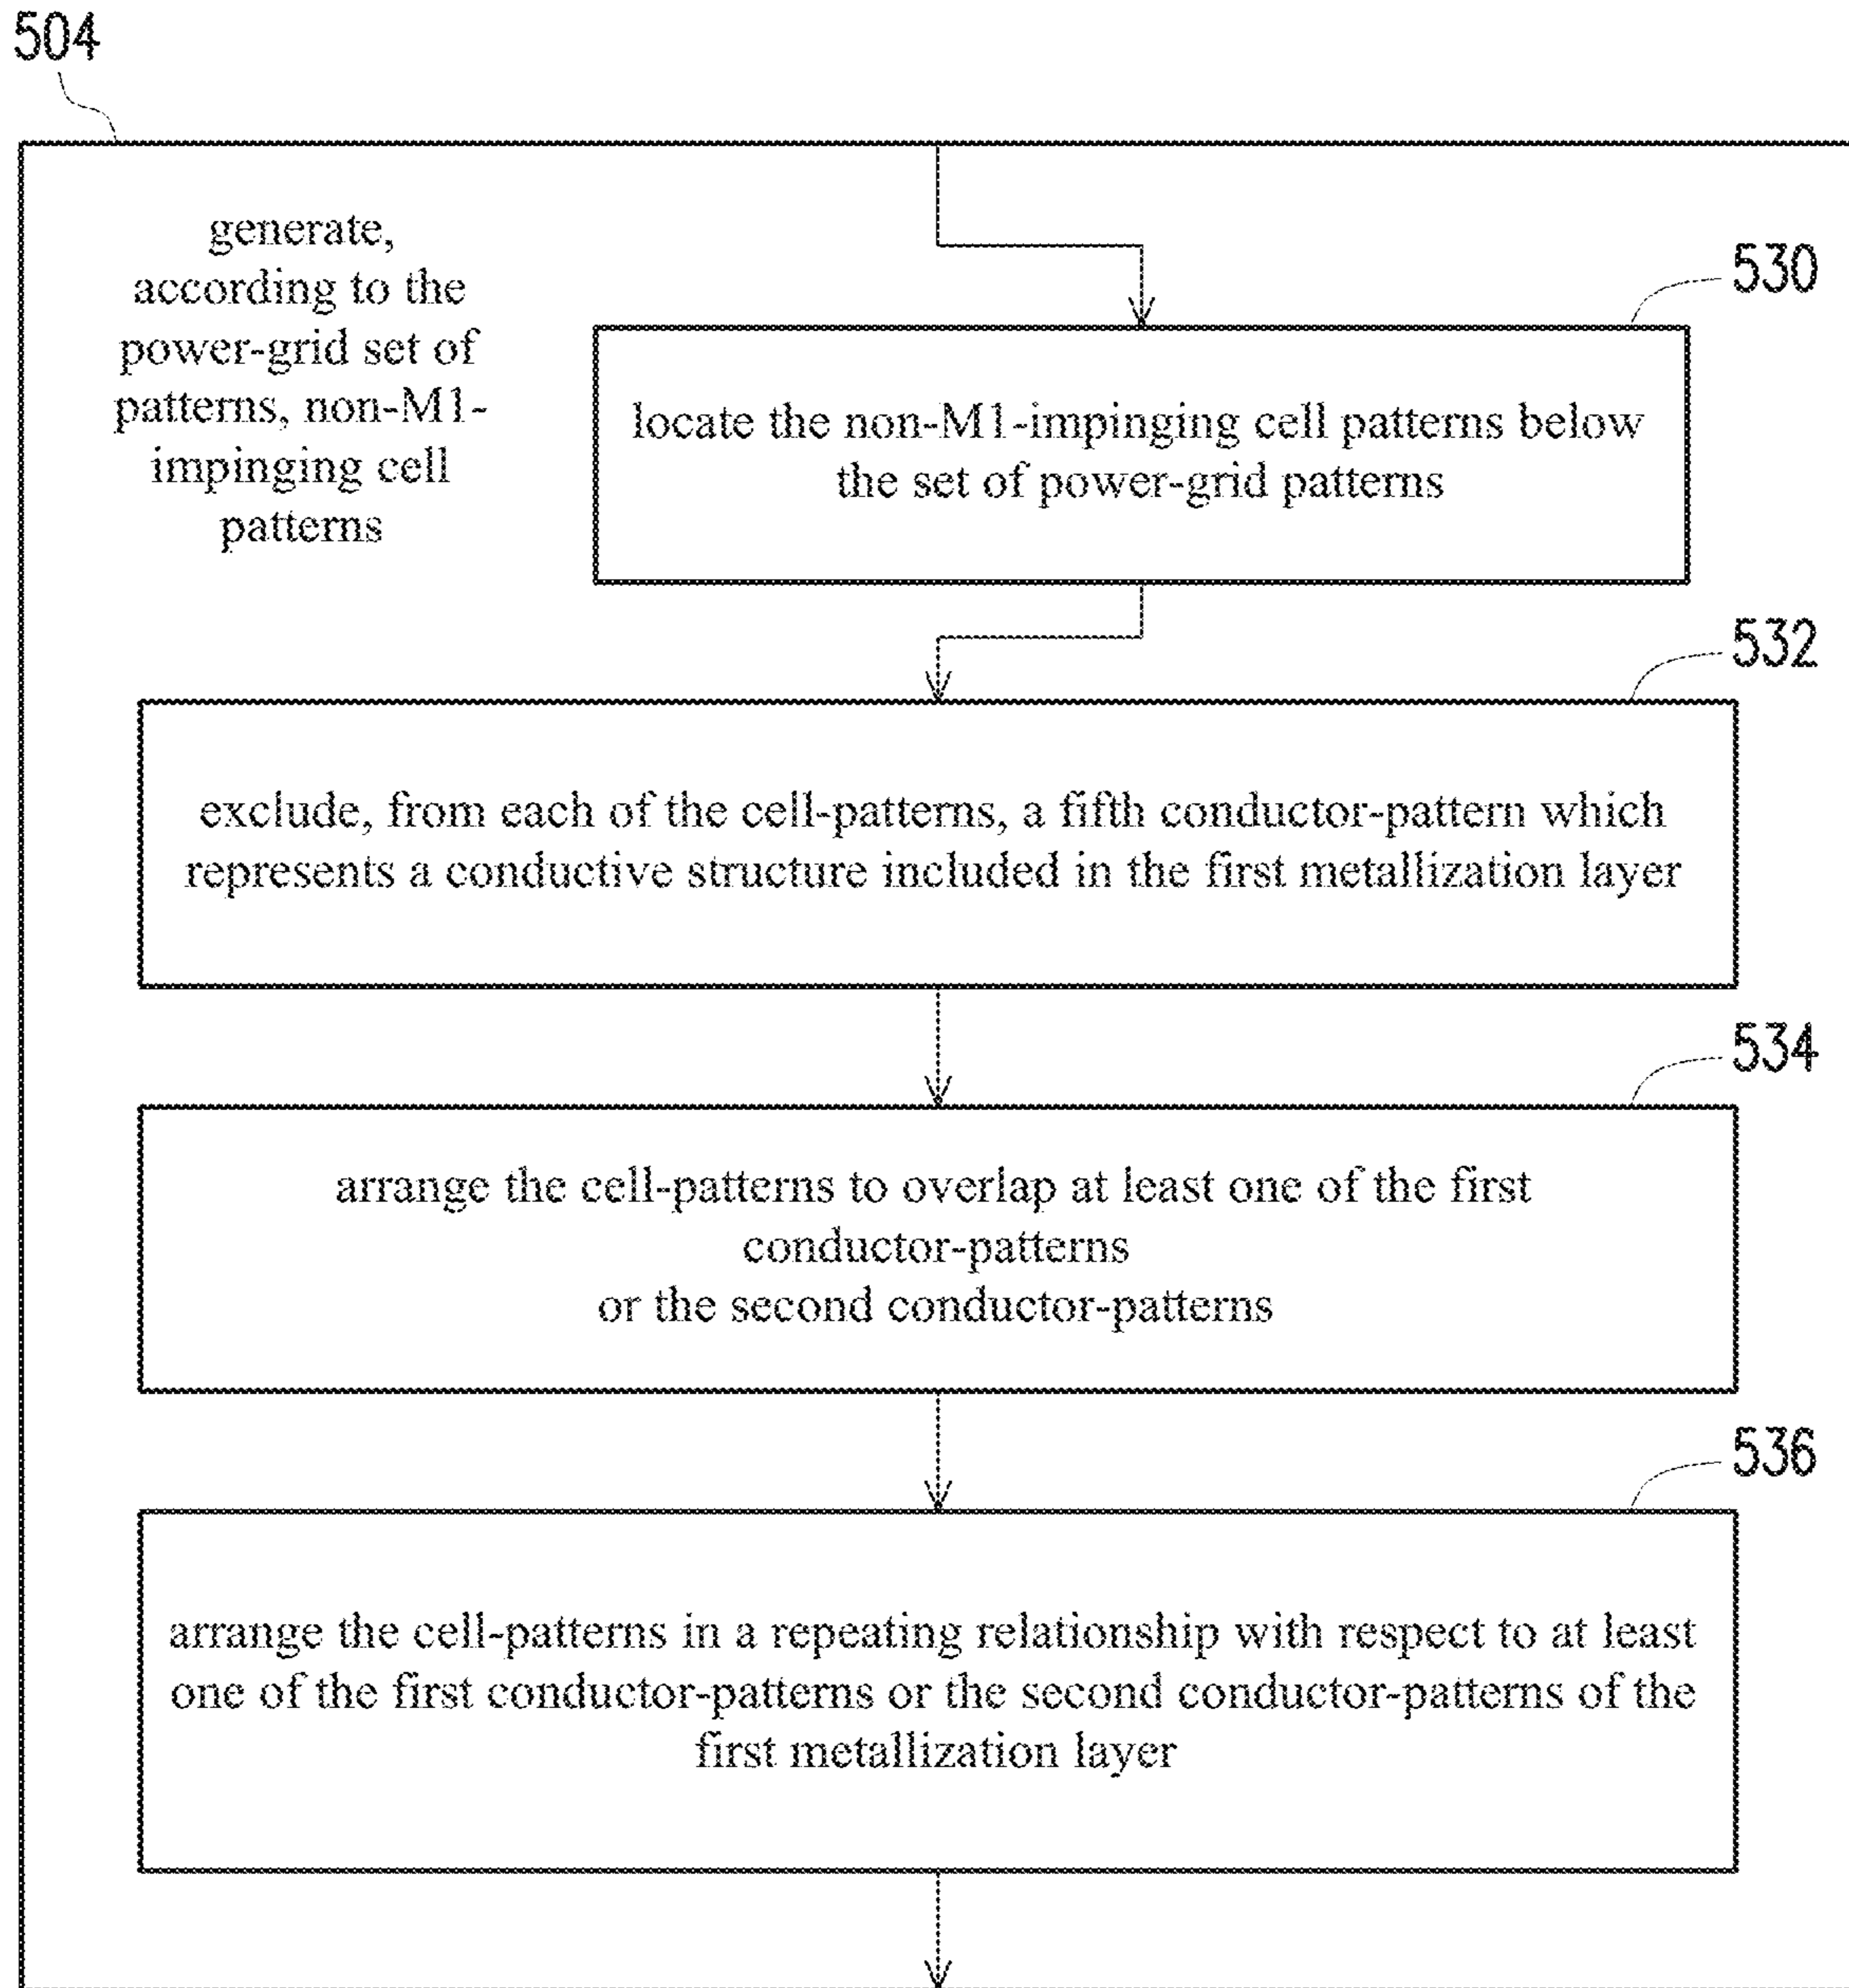 504
generate,
according to the
power-grid set of
patterns, non-M1-
impinging cell
patterns
530
locate the non-M1-impinging cell patterns below
the set of power-grid patterns
532
exclude, from each of the cell-patterns, a fifth conductor-pattern which
represents a conductive structure included in the first metallization layer
534
arrange the cell-patterns to overlap at least one of the first
conductor-patterns
or the second conductor-patterns
536
arrange the cell-patterns in a repeating relationship with respect to at least
one of the first conductor-patterns or the second conductor-patterns of the
first metallization layer